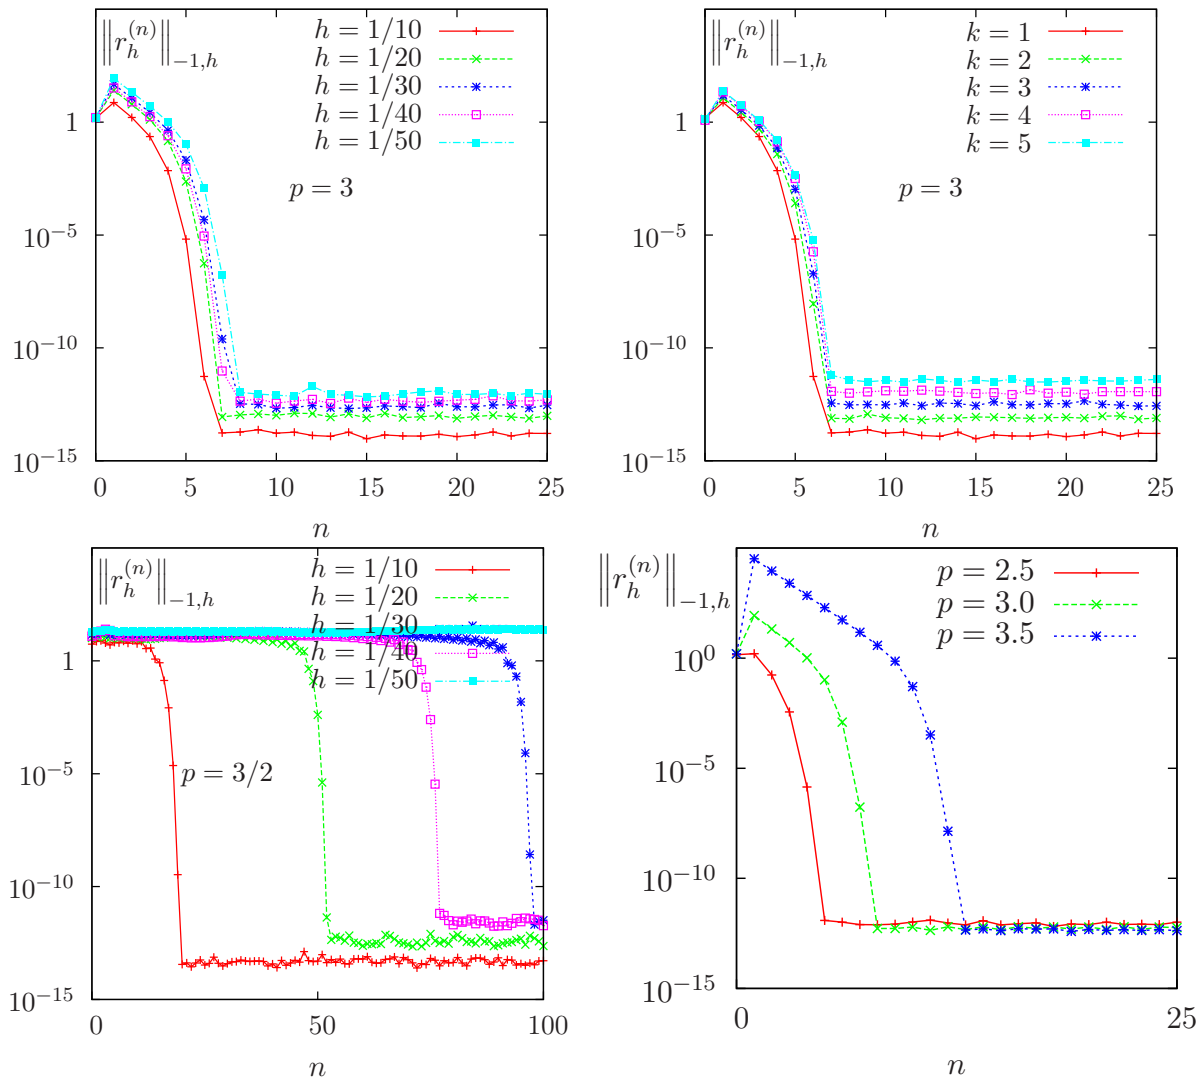 ‖r_h^(n)‖_{-1,h}
h = 1/10
h = 1/20
h = 1/30
h = 1/40
h = 1/50
p = 3
1
10^-5
10^-10
10^-15
0 5 10 15 20 25
n
‖r_h^(n)‖_{-1,h}
k = 1
k = 2
k = 3
k = 4
k = 5
p = 3
1
10^-5
10^-10
10^-15
0 5 10 15 20 25
n
‖r_h^(n)‖_{-1,h}
h = 1/10
h = 1/20
h = 1/30
h = 1/40
h = 1/50
p = 3/2
1
10^-5
10^-10
10^-15
0 50 100
n
‖r_h^(n)‖_{-1,h}
p = 2.5
p = 3.0
p = 3.5
10^0
10^-5
10^-10
10^-15
0 25
n